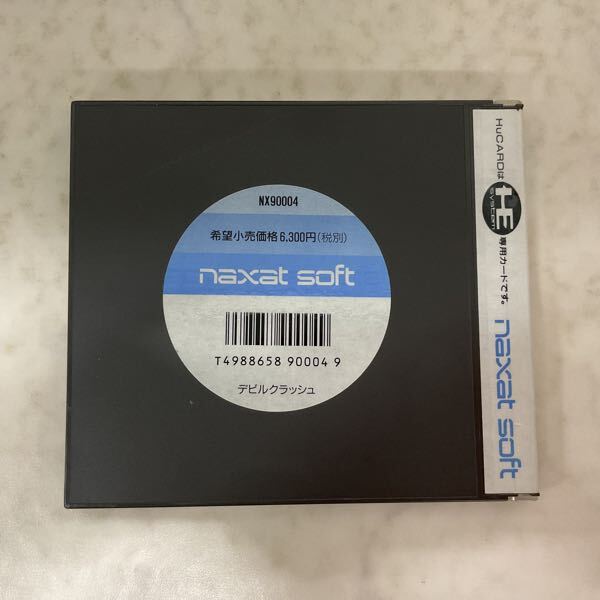 NX90004
希望小売価格6,300円(税別)
naxat soft
T4988658 90004 9
デビルクラッシュ
HuCARDは HE system 専用カードです。 naxat soft